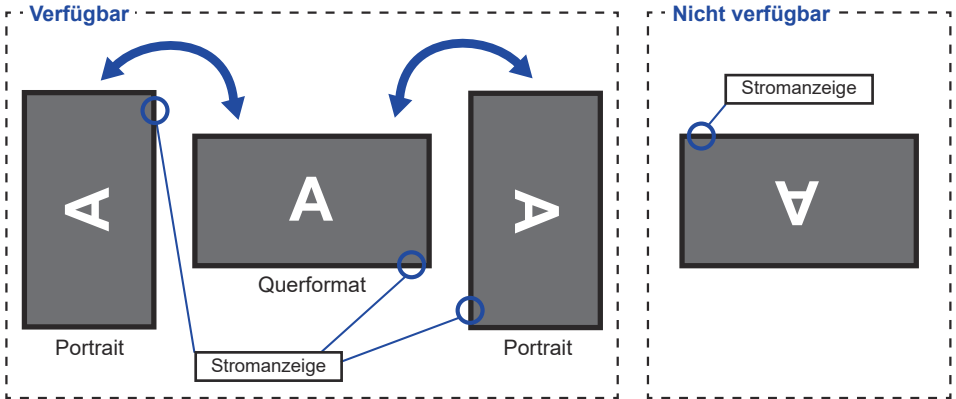 Verfügbar
Nicht verfügbar
Stromanzeige
A
A
A
A
Querformat
Portrait
Portrait
Stromanzeige